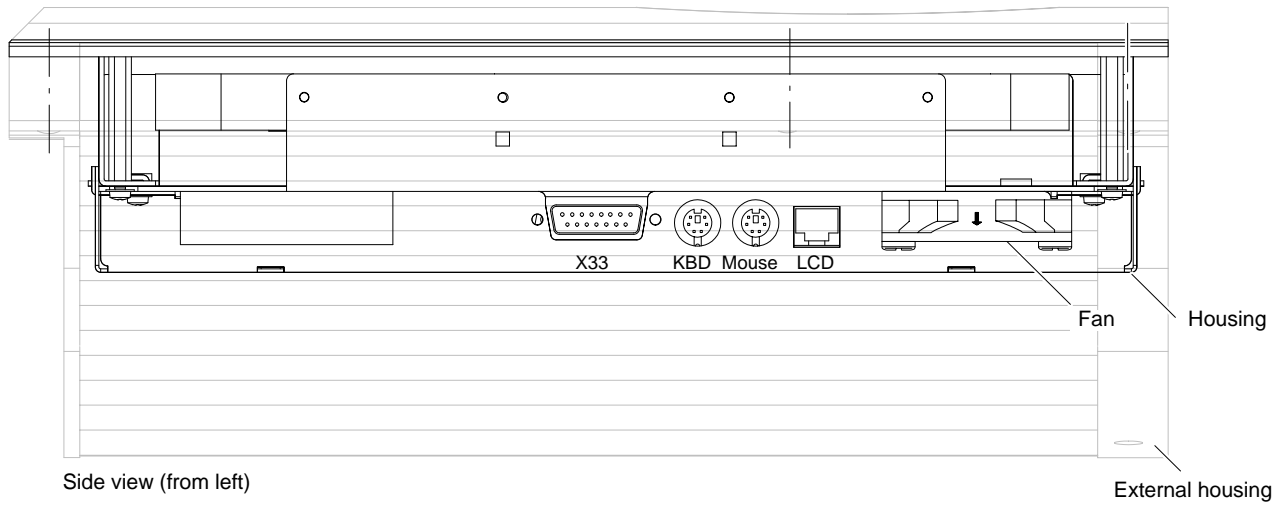 X33 KBD Mouse LCD
Fan
Housing
Side view (from left)
External housing